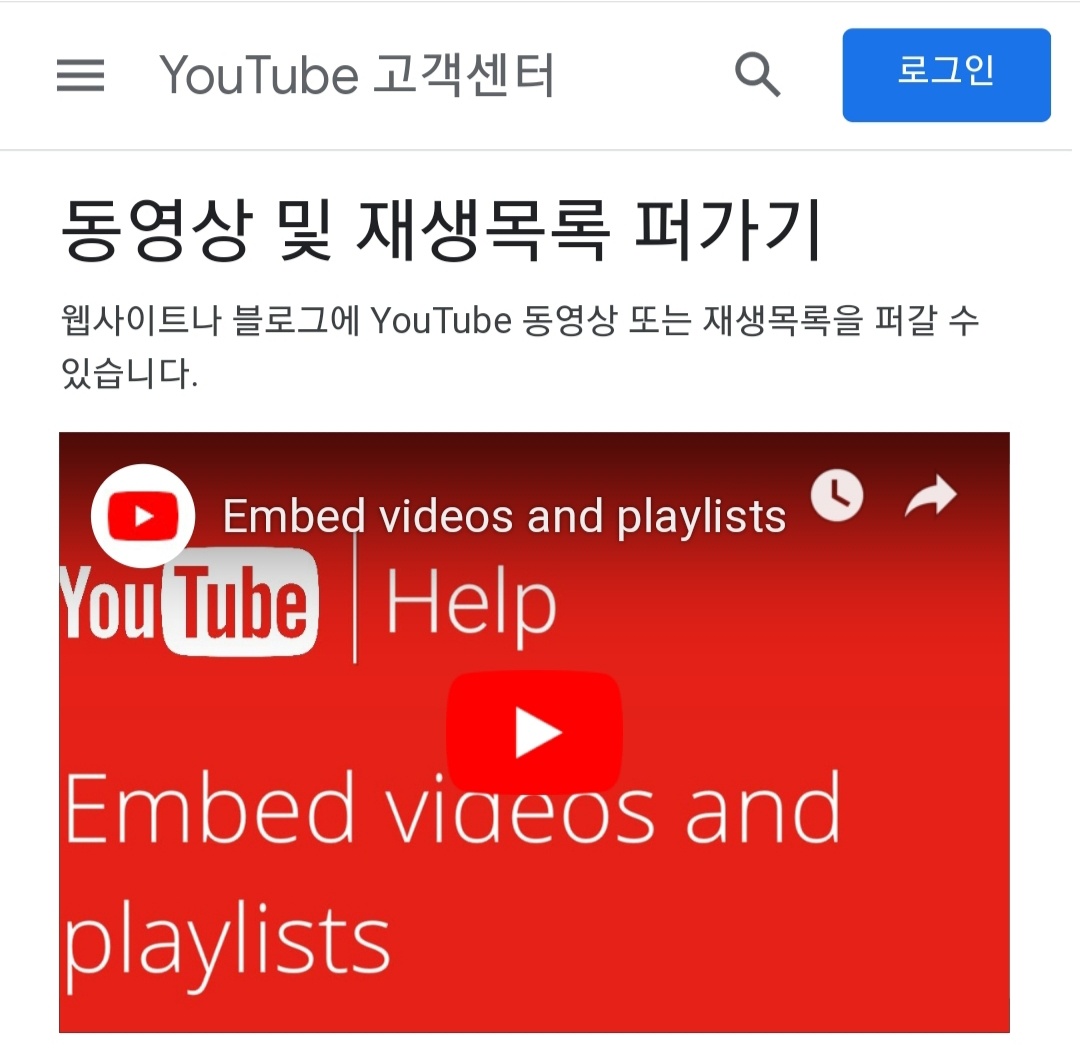 YouTube 고객센터
로그인
동영상 및 재생목록 퍼가기
웹사이트나 블로그에 YouTube 동영상 또는 재생목록을 퍼갈 수
있습니다.
Embed videos and playlists
YouTube | Help
Embed videos and
playlists